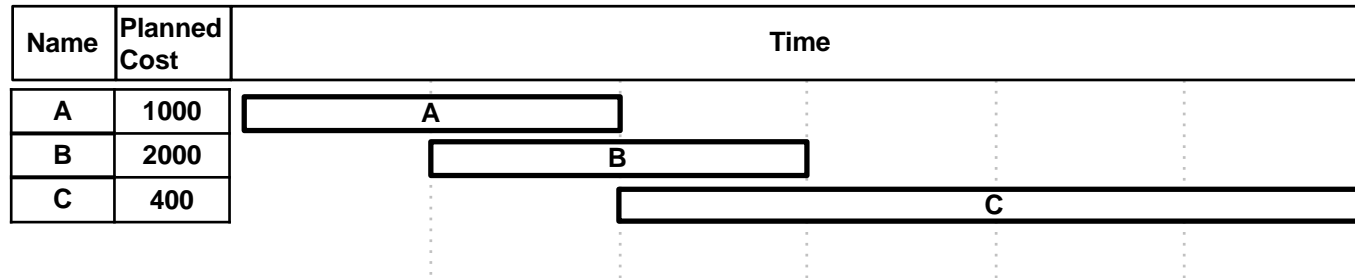 Name Planned Cost Time
A 1000 A
B 2000 B
C 400 C